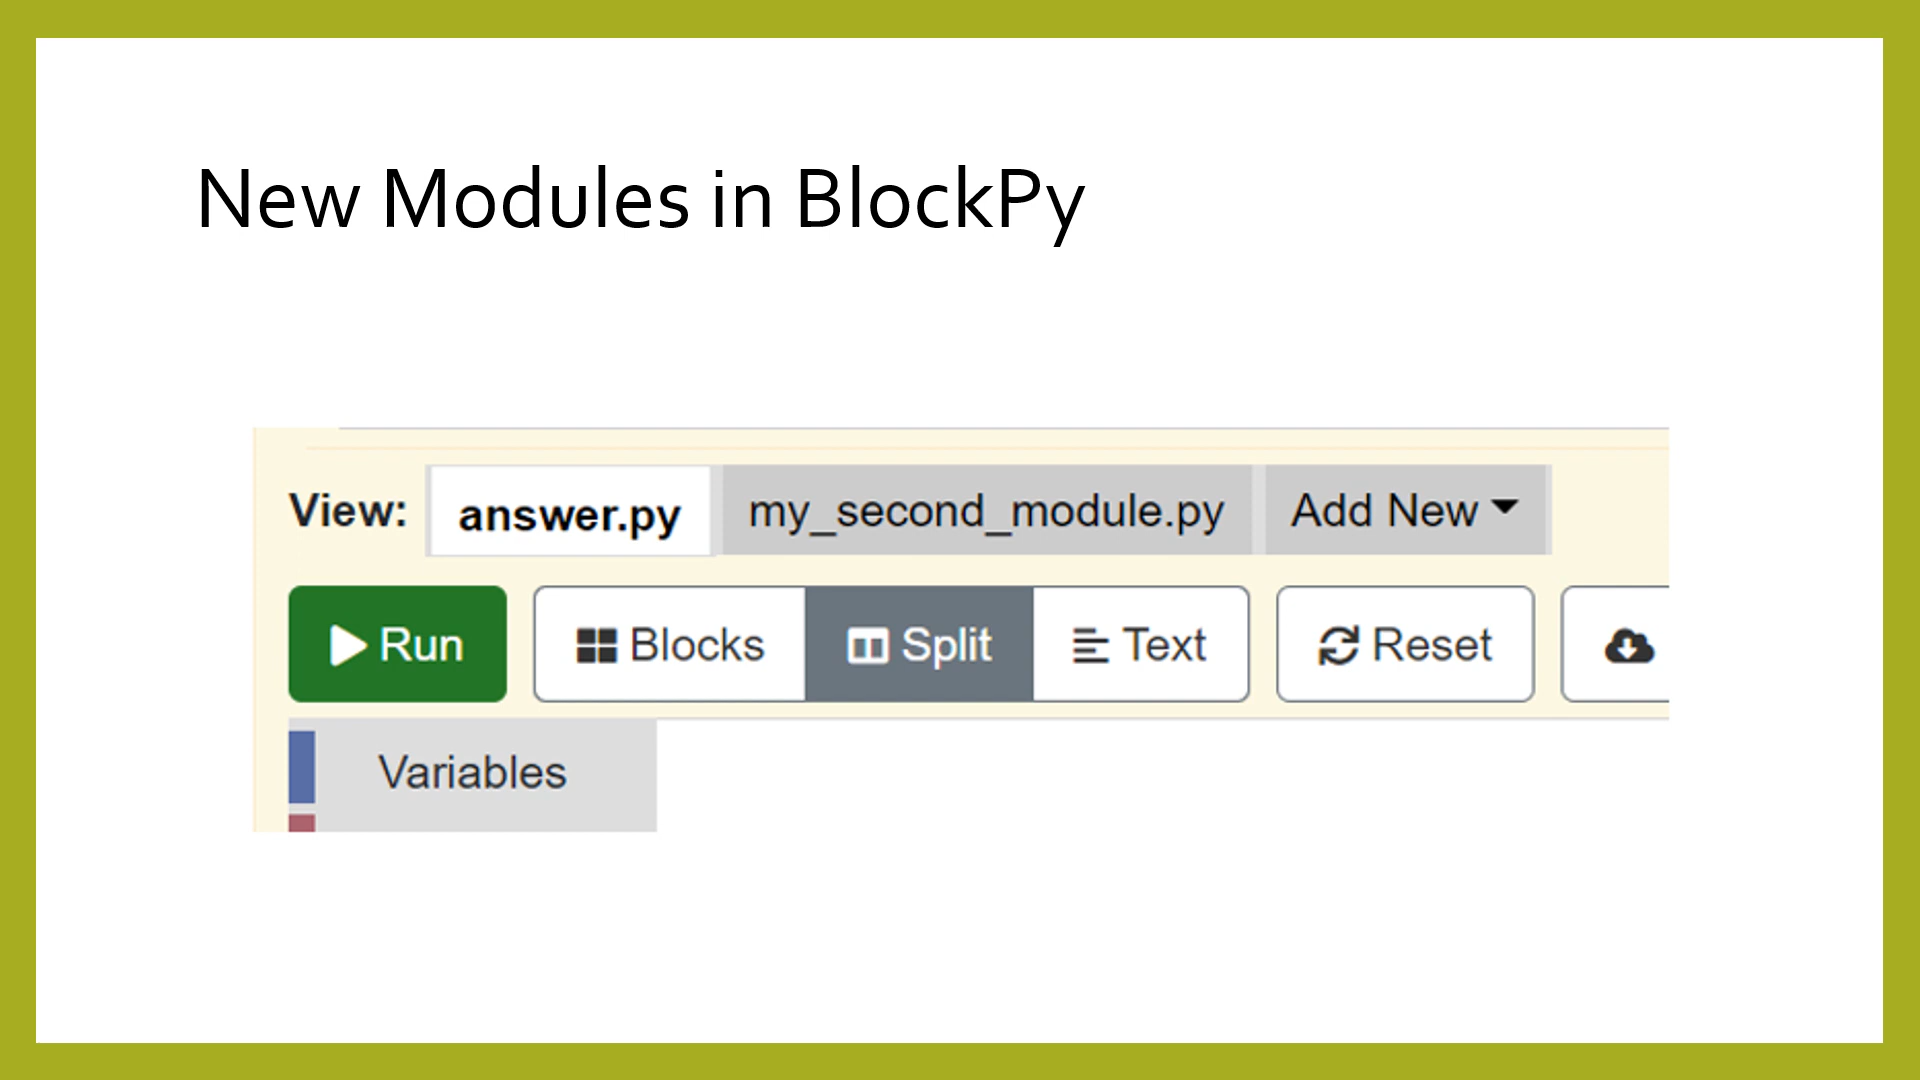 New Modules in BlockPy
View: answer.py my_second_module.py Add New
Run Blocks Split Text Reset
Variables